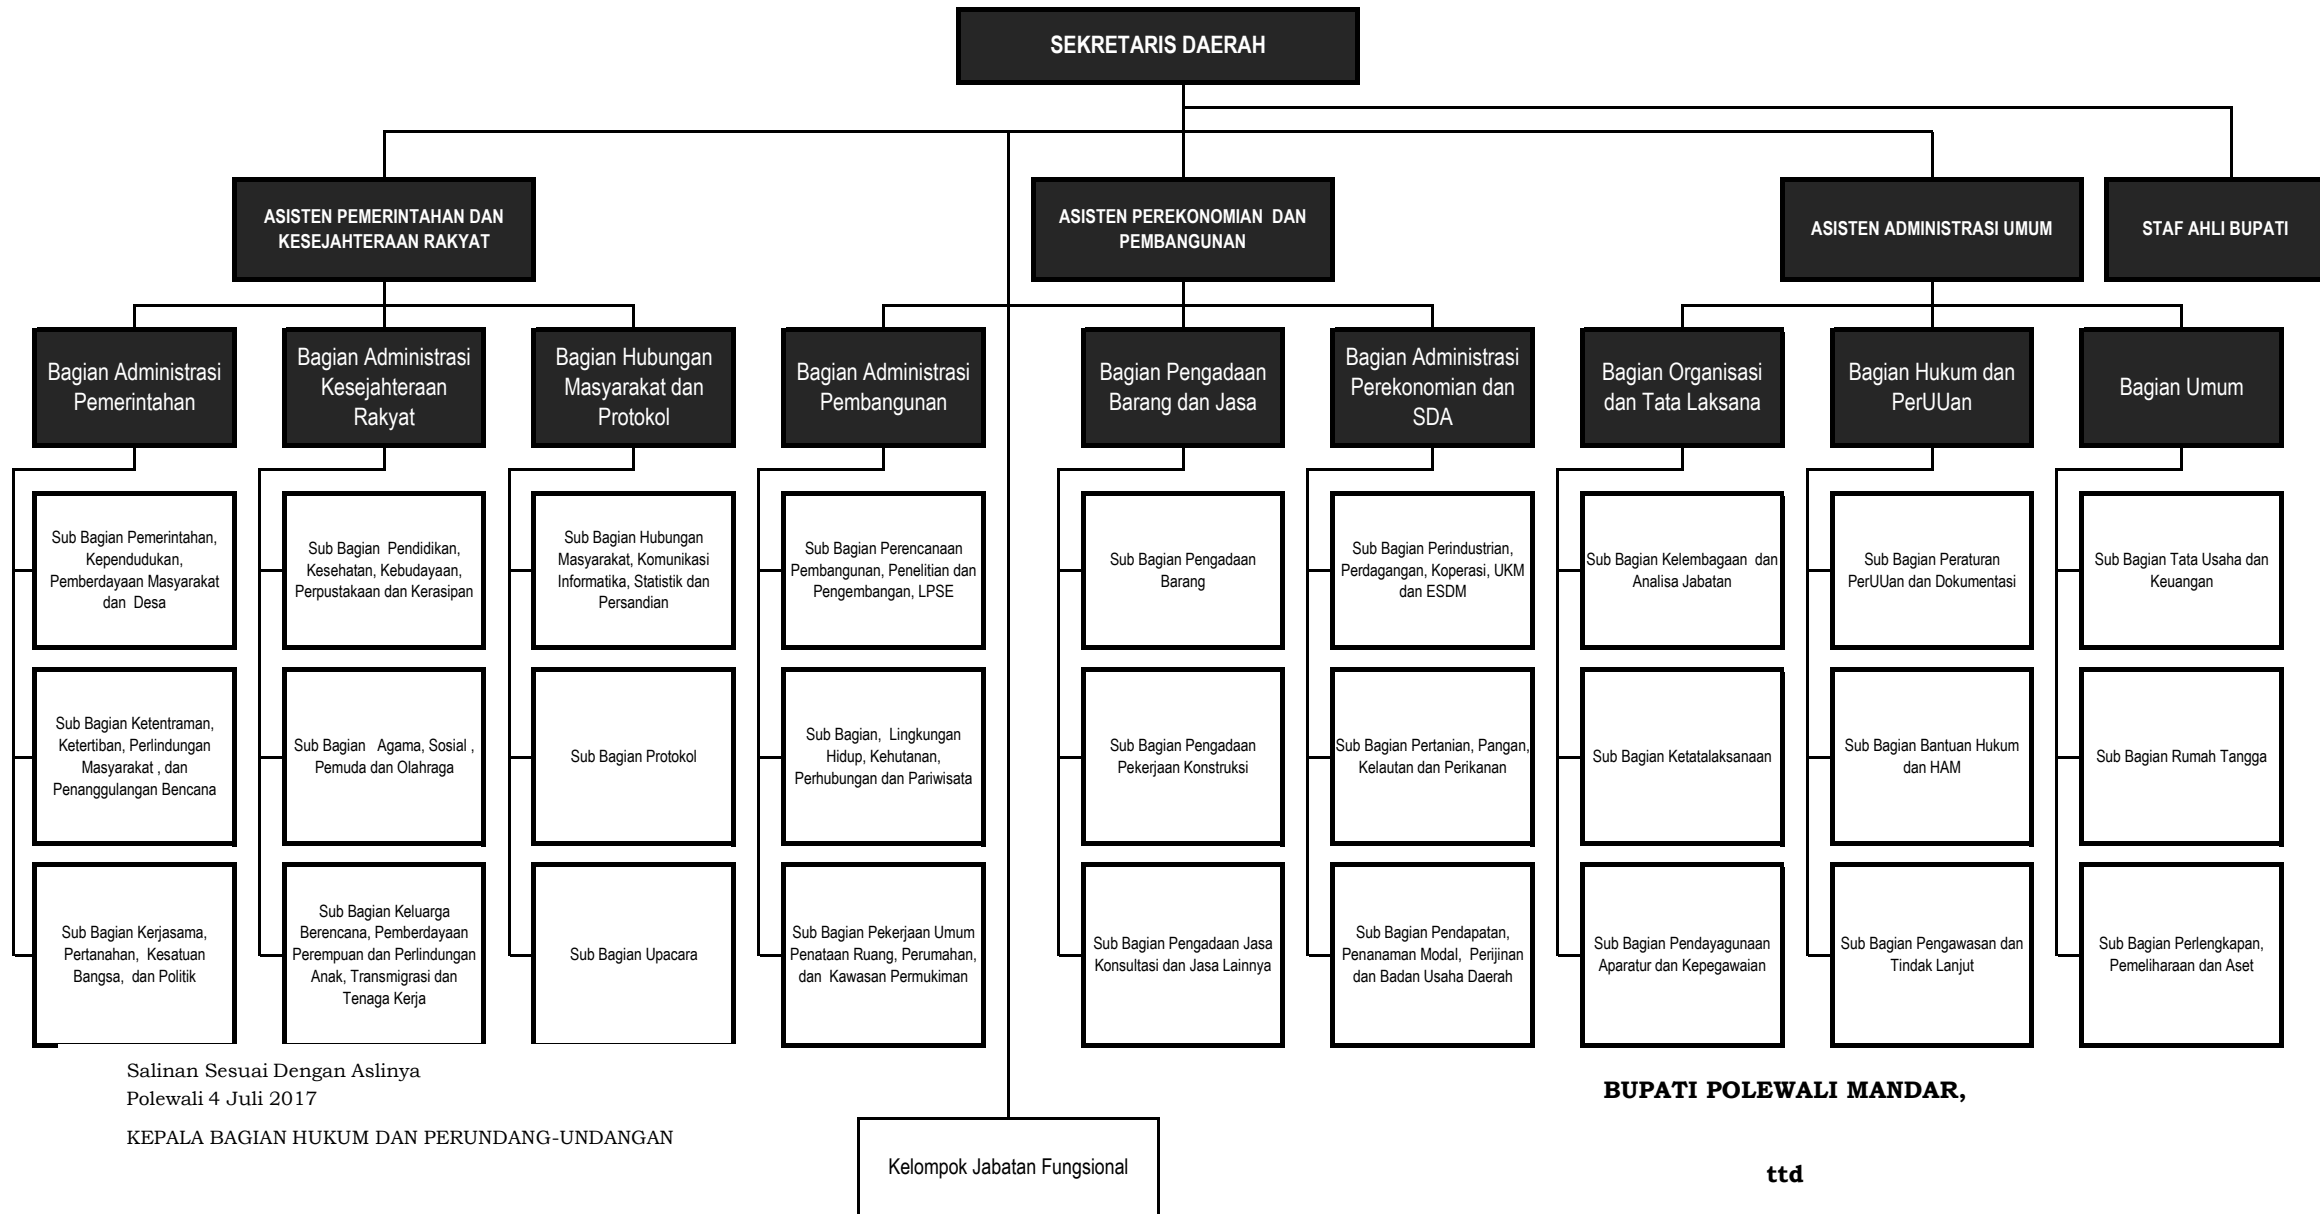 SEKRETARIS DAERAH
ASISTEN PEMERINTAHAN DAN
KESEJAHTERAAN RAKYAT
ASISTEN PEREKONOMIAN DAN
PEMBANGUNAN
ASISTEN ADMINISTRASI UMUM
STAF AHLI BUPATI
Bagian Administrasi
Pemerintahan
Bagian Administrasi
Kesejahteraan
Rakyat
Bagian Hubungan
Masyarakat dan
Protokol
Bagian Administrasi
Pembangunan
Bagian Pengadaan
Barang dan Jasa
Bagian Administrasi
Perekonomian dan
SDA
Bagian Organisasi
dan Tata Laksana
Bagian Hukum dan
PerUUan
Bagian Umum
Sub Bagian Pemerintahan,
Kependudukan,
Pemberdayaan Masyarakat
dan Desa
Sub Bagian Pendidikan,
Kesehatan, Kebudayaan,
Perpustakaan dan Kerasipan
Sub Bagian Hubungan
Masyarakat, Komunikasi
Informatika, Statistik dan
Persandian
Sub Bagian Perencanaan
Pembangunan, Penelitian dan
Pengembangan, LPSE
Sub Bagian Pengadaan
Barang
Sub Bagian Perindustrian,
Perdagangan, Koperasi, UKM
dan ESDM
Sub Bagian Kelembagaan dan
Analisa Jabatan
Sub Bagian Peraturan
PerUUan dan Dokumentasi
Sub Bagian Tata Usaha dan
Keuangan
Sub Bagian Ketentraman,
Ketertiban, Perlindungan
Masyarakat , dan
Penanggulangan Bencana
Sub Bagian Agama, Sosial ,
Pemuda dan Olahraga
Sub Bagian Protokol
Sub Bagian, Lingkungan
Hidup, Kehutanan,
Perhubungan dan Pariwisata
Sub Bagian Pengadaan
Pekerjaan Konstruksi
Sub Bagian Pertanian, Pangan,
Kelautan dan Perikanan
Sub Bagian Ketatalaksanaan
Sub Bagian Bantuan Hukum
dan HAM
Sub Bagian Rumah Tangga
Sub Bagian Kerjasama,
Pertanahan, Kesatuan
Bangsa, dan Politik
Sub Bagian Keluarga
Berencana, Pemberdayaan
Perempuan dan Perlindungan
Anak, Transmigrasi dan
Tenaga Kerja
Sub Bagian Upacara
Sub Bagian Pekerjaan Umum
Penataan Ruang, Perumahan,
dan Kawasan Permukiman
Sub Bagian Pengadaan Jasa
Konsultasi dan Jasa Lainnya
Sub Bagian Pendapatan,
Penanaman Modal, Perijinan
dan Badan Usaha Daerah
Sub Bagian Pendayagunaan
Aparatur dan Kepegawaian
Sub Bagian Pengawasan dan
Tindak Lanjut
Sub Bagian Perlengkapan,
Pemeliharaan dan Aset
Salinan Sesuai Dengan Aslinya
Polewali 4 Juli 2017
KEPALA BAGIAN HUKUM DAN PERUNDANG-UNDANGAN
Kelompok Jabatan Fungsional
BUPATI POLEWALI MANDAR,
ttd